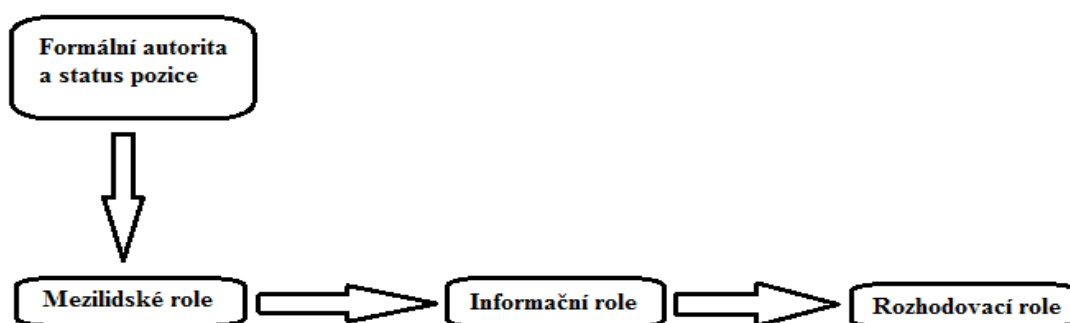 Formální autorita
a status pozice
Mezilidské role
Informační role
Rozhodovací role